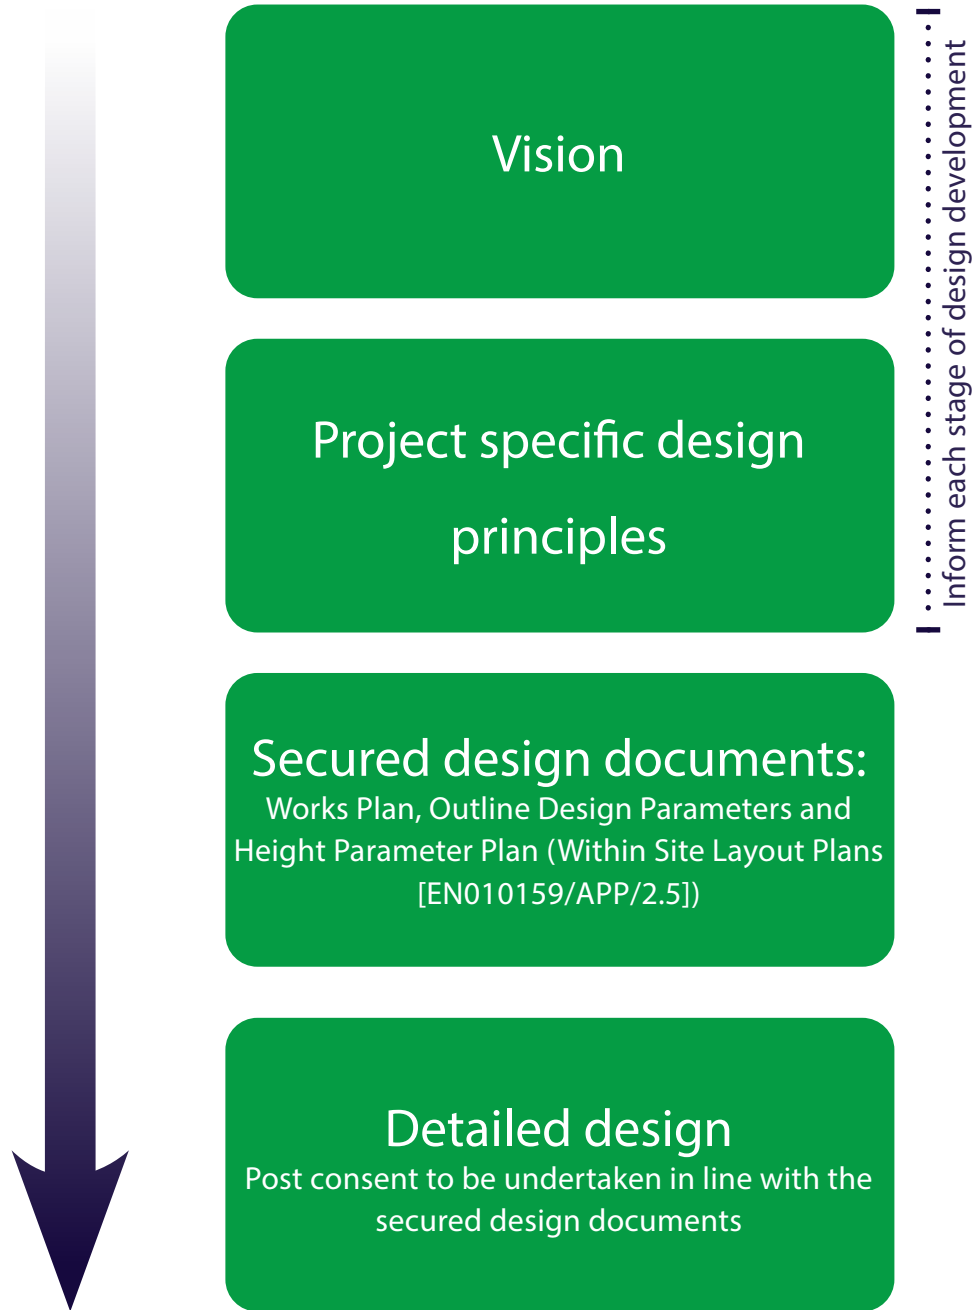 Vision
Inform each stage of design development
Project specific design
principles
Secured design documents:
Works Plan, Outline Design Parameters and
Height Parameter Plan (Within Site Layout Plans
[EN010159/APP/2.5])
Detailed design
Post consent to be undertaken in line with the
secured design documents